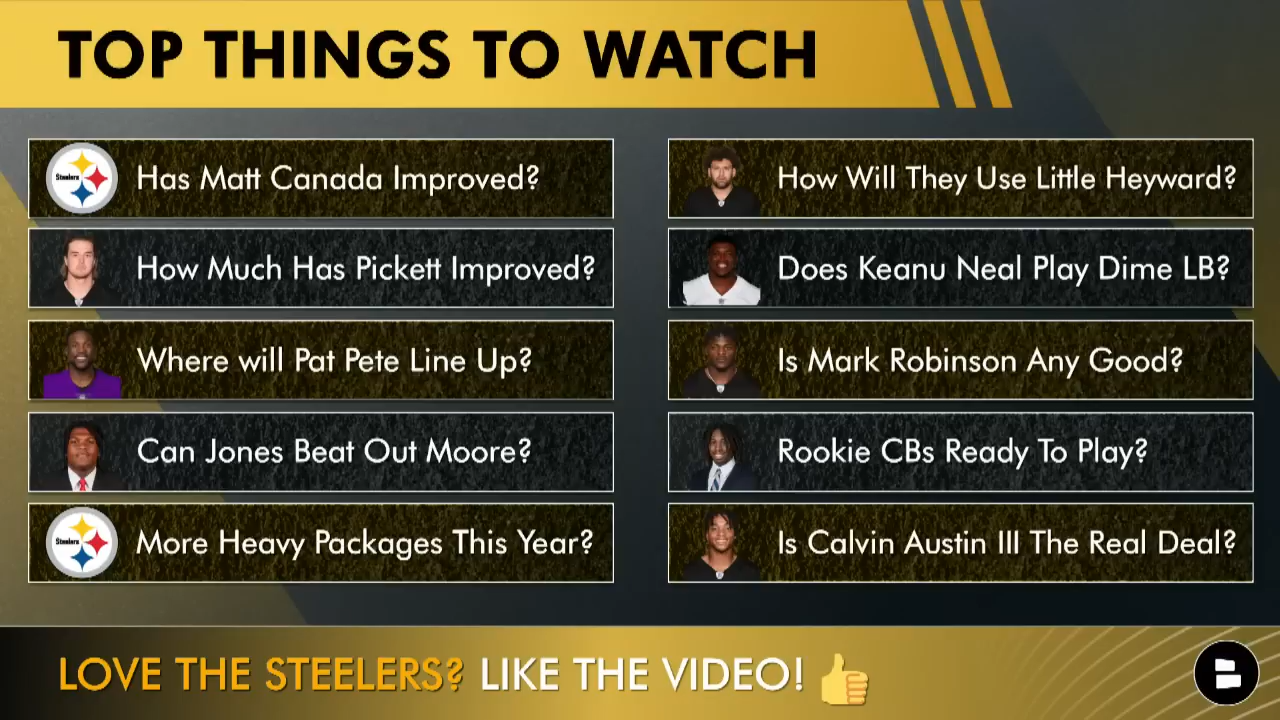 TOP THINGS TO WATCH
Steelers Has Matt Canada Improved?
How Much Has Pickett Improved?
Where will Pat Pete Line Up?
Can Jones Beat Out Moore?
Steelers More Heavy Packages This Year?
How Will They Use Little Heyward?
Does Keanu Neal Play Dime LB?
Is Mark Robinson Any Good?
Rookie CBs Ready To Play?
Is Calvin Austin III The Real Deal?
LOVE THE STEELERS? LIKE THE VIDEO!